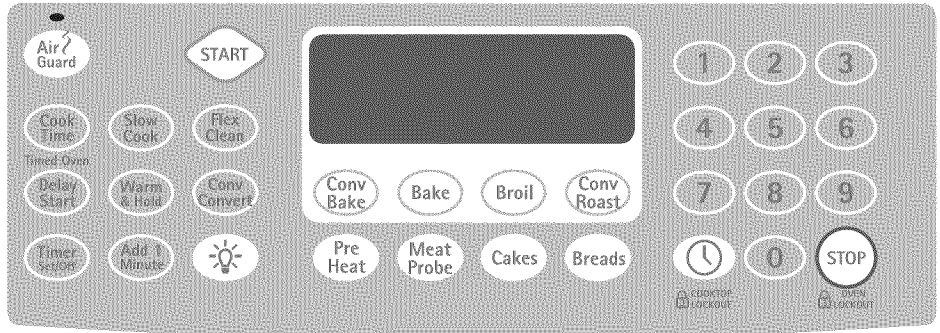 Air
Guard
START
Cook
Time
Slow
Cook
Flex
Clean
Timed Oven
Delay
Start
Warm
& Hold
Conv
Convert
Timer
Set/Off
Add 1
Minute
Conv
Bake
Bake
Broil
Conv
Roast
Pre
Heat
Meat
Probe
Cakes
Breads
1 2 3
4 5 6
7 8 9
0
STOP
COOKTOP
LOCKOUT
OVEN
LOCKOUT